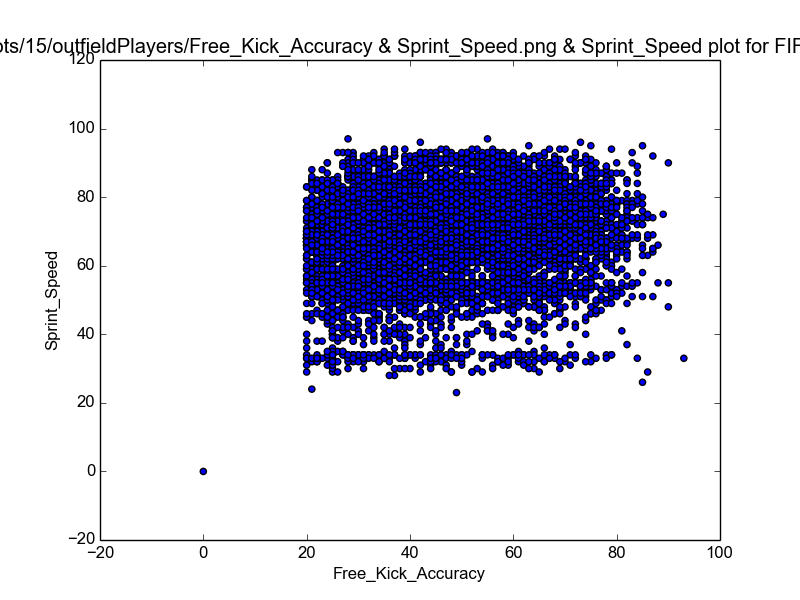 ots/15/outfieldPlayers/Free_Kick_Accuracy & Sprint_Speed.png & Sprint_Speed plot for FIF
120
100
80
60
40
20
0
−20
Sprint_Speed
−20 0 20 40 60 80 100
Free_Kick_Accuracy